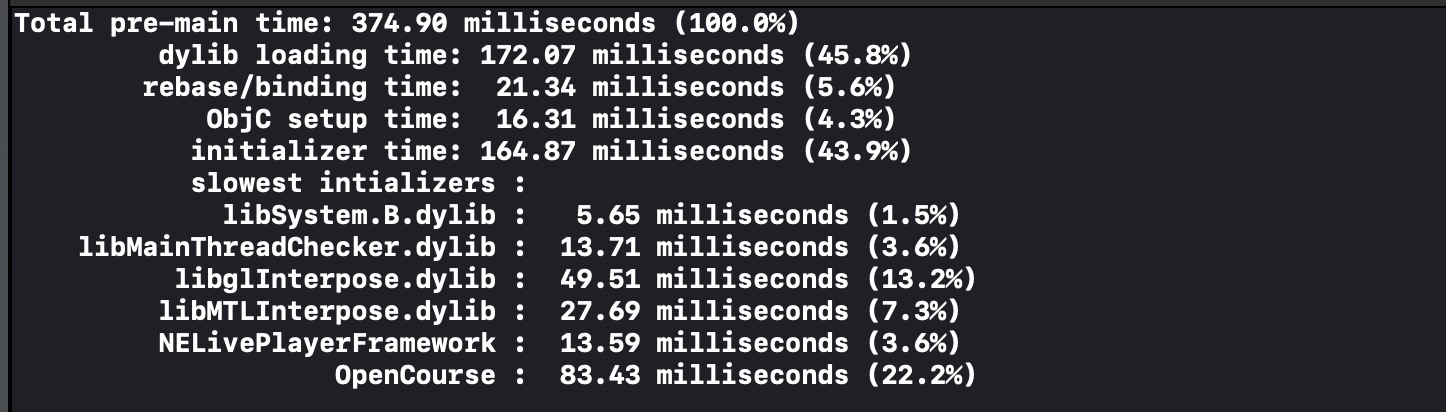 Total pre-main time: 374.90 milliseconds (100.0%)
dylib loading time: 172.07 milliseconds (45.8%)
rebase/binding time:  21.34 milliseconds (5.6%)
ObjC setup time:  16.31 milliseconds (4.3%)
initializer time: 164.87 milliseconds (43.9%)
slowest intializers :
libSystem.B.dylib :   5.65 milliseconds (1.5%)
libMainThreadChecker.dylib :  13.71 milliseconds (3.6%)
libglInterpose.dylib :  49.51 milliseconds (13.2%)
libMTLInterpose.dylib :  27.69 milliseconds (7.3%)
NELivePlayerFramework :  13.59 milliseconds (3.6%)
OpenCourse :  83.43 milliseconds (22.2%)